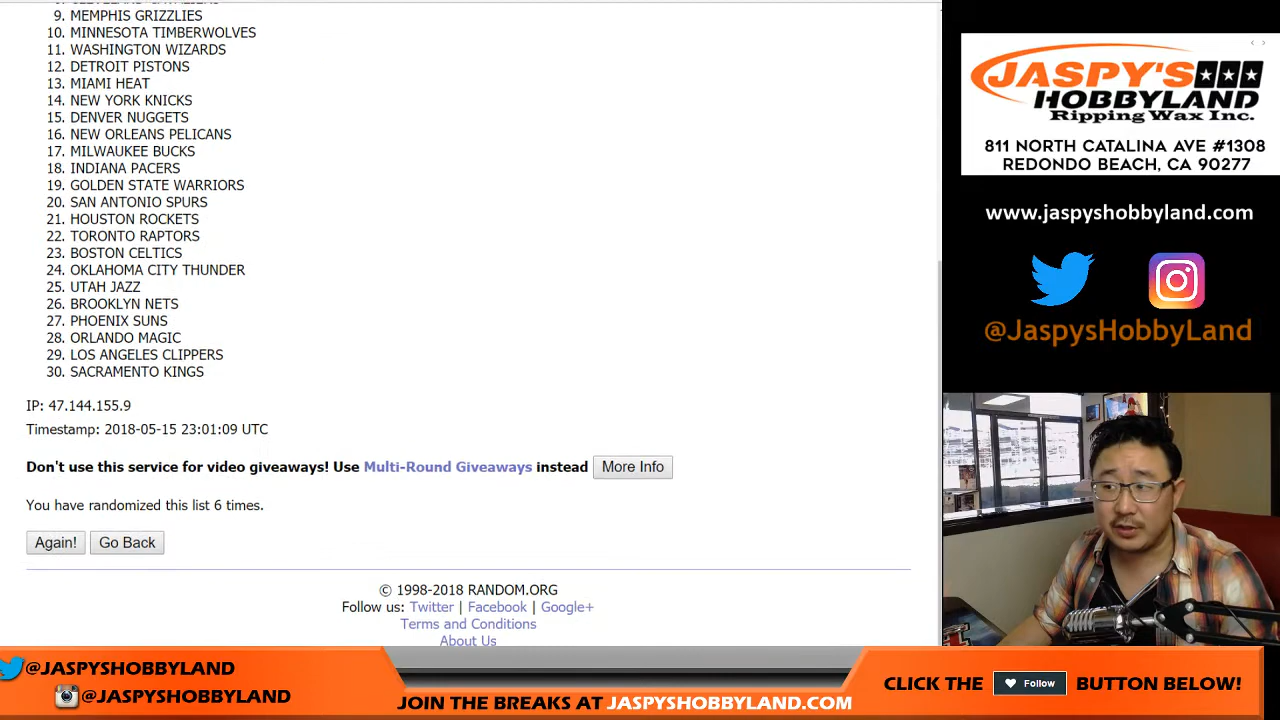 9. MEMPHIS GRIZZLIES
10. MINNESOTA TIMBERWOLVES
11. WASHINGTON WIZARDS
12. DETROIT PISTONS
13. MIAMI HEAT
14. NEW YORK KNICKS
15. DENVER NUGGETS
16. NEW ORLEANS PELICANS
17. MILWAUKEE BUCKS
18. INDIANA PACERS
19. GOLDEN STATE WARRIORS
20. SAN ANTONIO SPURS
21. HOUSTON ROCKETS
22. TORONTO RAPTORS
23. BOSTON CELTICS
24. OKLAHOMA CITY THUNDER
25. UTAH JAZZ
26. BROOKLYN NETS
27. PHOENIX SUNS
28. ORLANDO MAGIC
29. LOS ANGELES CLIPPERS
30. SACRAMENTO KINGS
IP: 47.144.155.9
Timestamp: 2018-05-15 23:01:09 UTC
Don't use this service for video giveaways! Use Multi-Round Giveaways instead More Info
You have randomized this list 6 times.
Again! Go Back
© 1998-2018 RANDOM.ORG
Follow us: Twitter | Facebook | Google+
Terms and Conditions
About Us
JASPY'S
HOBBYLAND
Ripping Wax Inc.
811 NORTH CATALINA AVE #1308
REDONDO BEACH, CA 90277
www.jaspyshobbyland.com
@JaspysHobbyLand
@JASPYSHOBBYLAND
@JASPYSHOBBYLAND
JOIN THE BREAKS AT JASPYSHOBBYLAND.COM
CLICK THE Follow BUTTON BELOW!